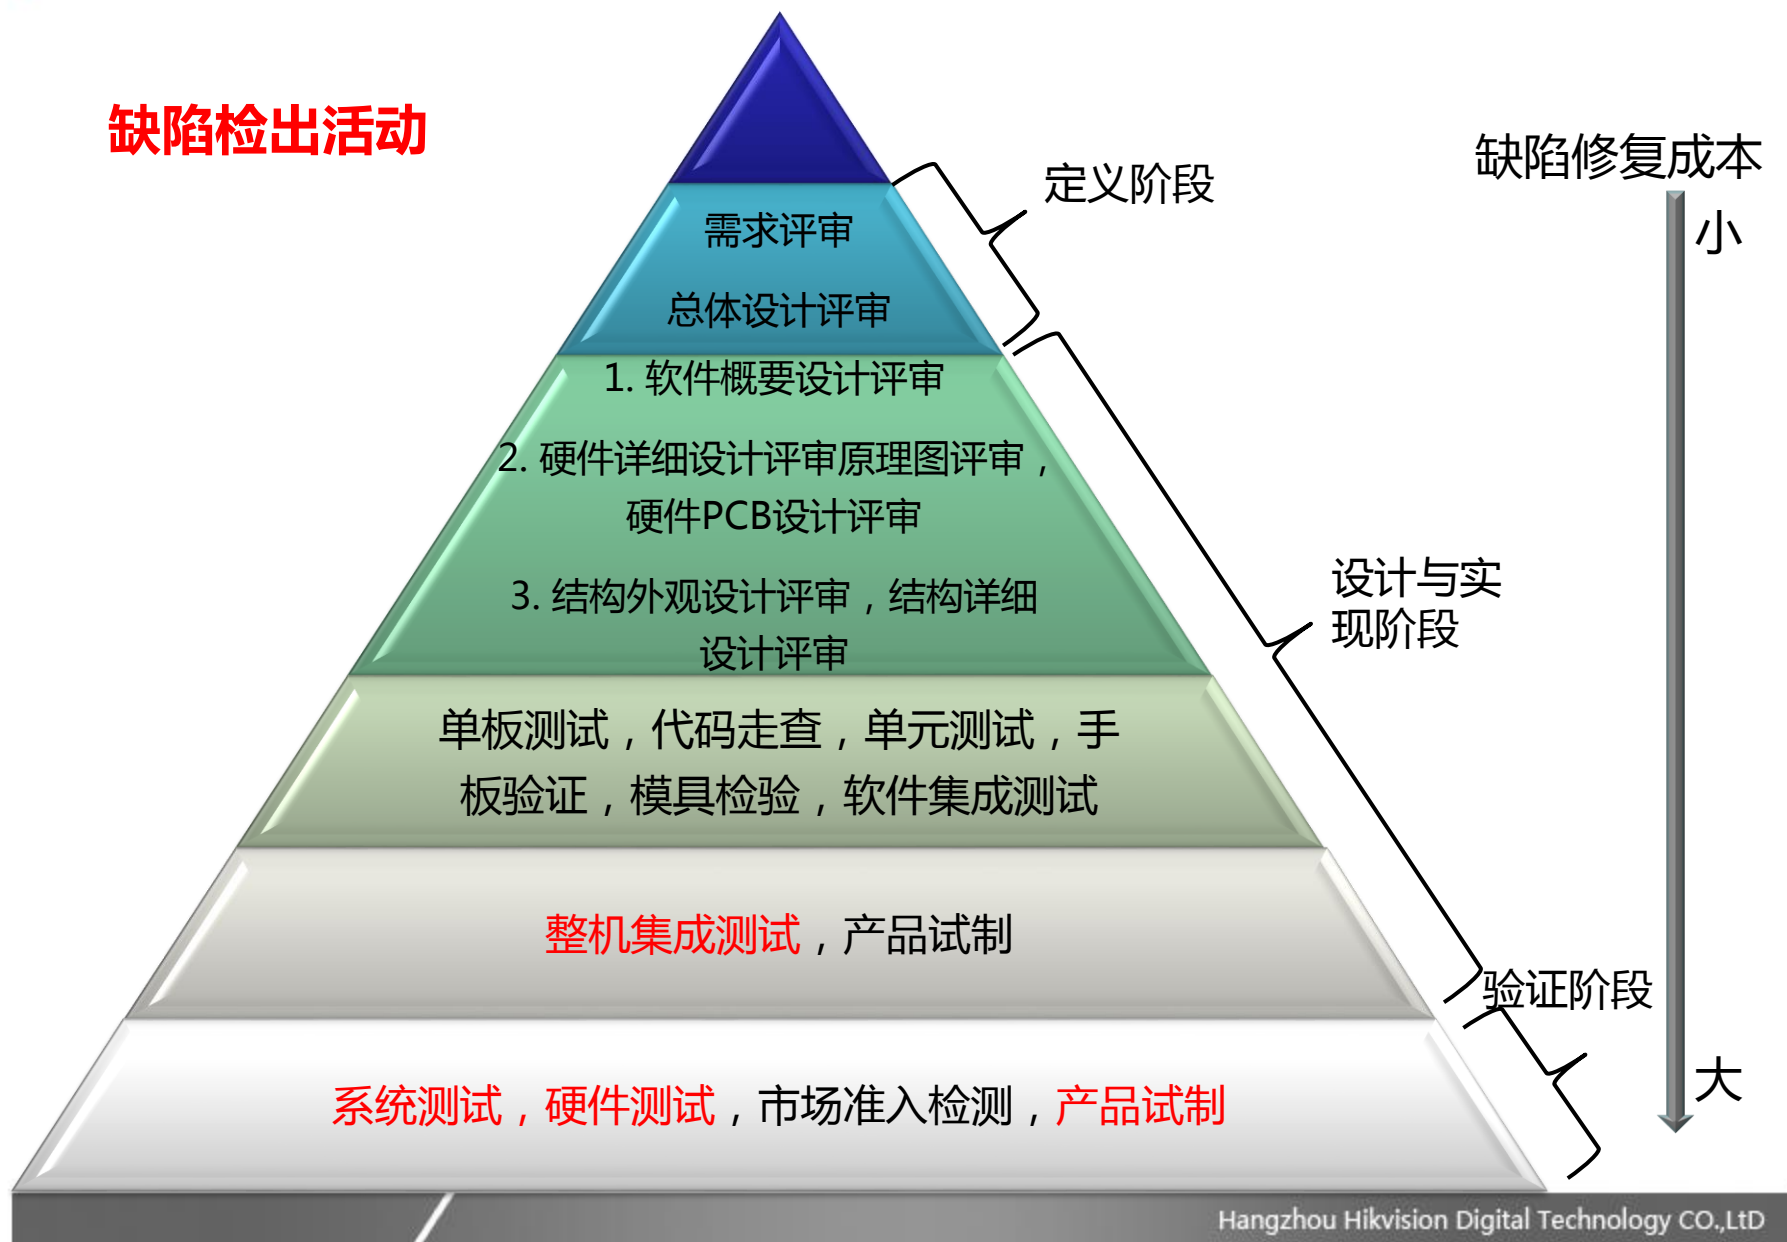 缺陷检出活动
缺陷修复成本
小
定义阶段
需求评审
总体设计评审
1. 软件概要设计评审
2. 硬件详细设计评审原理图评审，
硬件PCB设计评审
3. 结构外观设计评审，结构详细
设计评审
设计与实
现阶段
单板测试，代码走查，单元测试，手
板验证，模具检验，软件集成测试
整机集成测试，产品试制
验证阶段
大
系统测试，硬件测试，市场准入检测，产品试制
Hangzhou Hikvision Digital Technology CO.,LtD